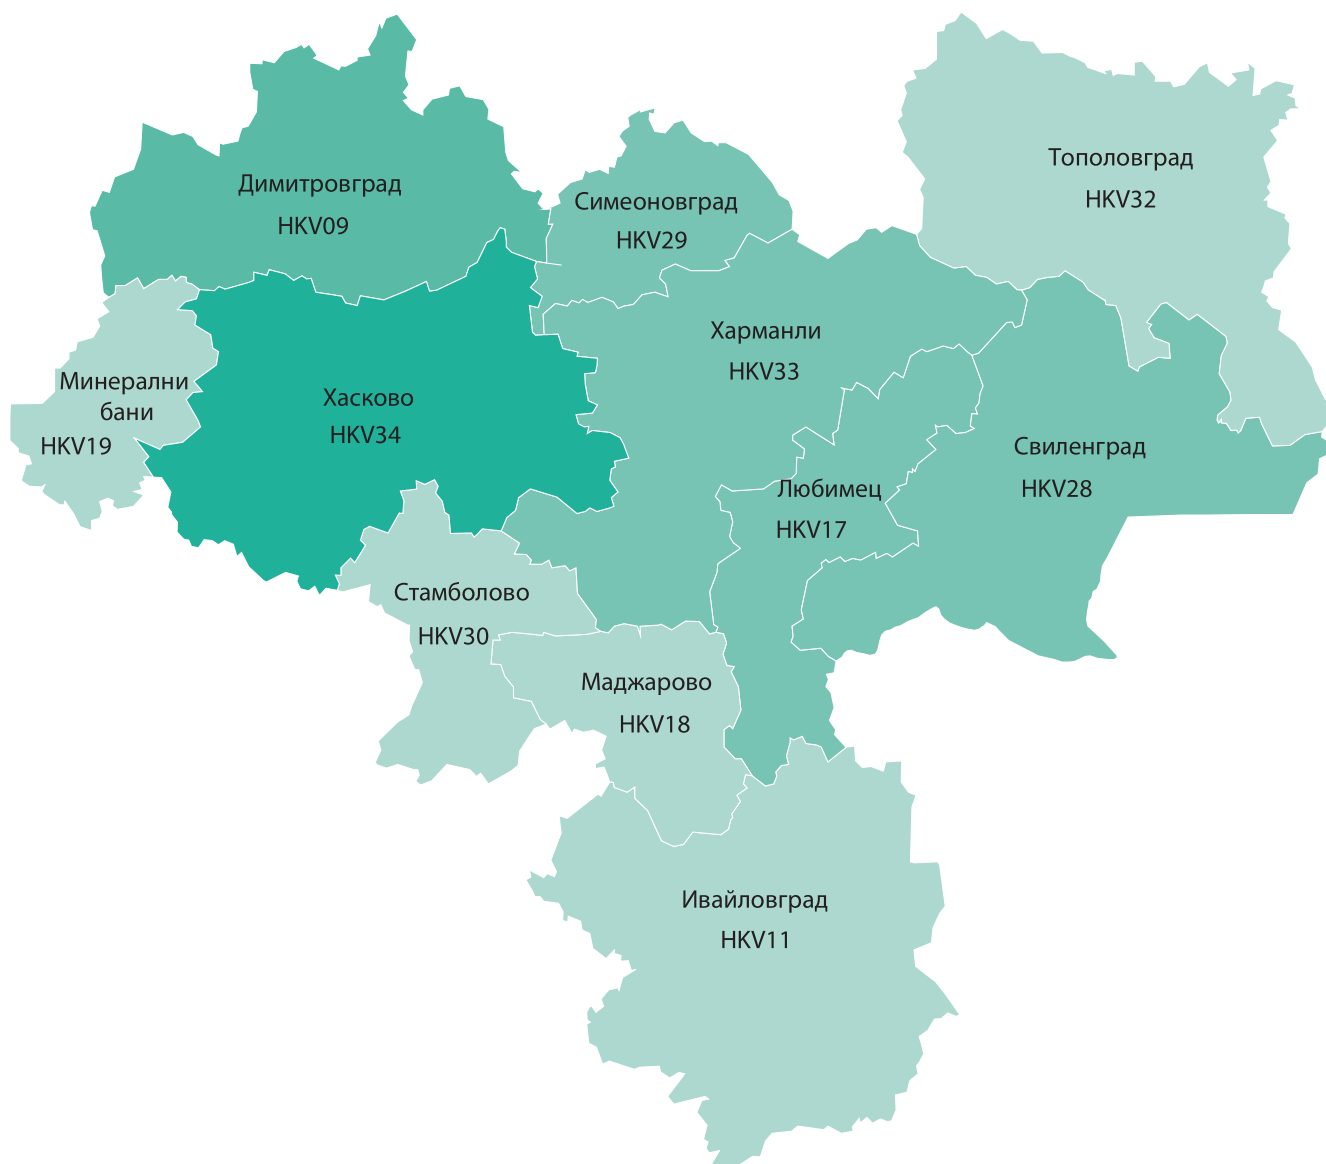 Тополовград
HKV32
Димитровград
HKV09
Симеоновград
HKV29
Харманли
HKV33
Минерални
бани
HKV19
Хасково
HKV34
Свиленград
HKV28
Любимец
HKV17
Стамболово
HKV30
Маджарово
HKV18
Ивайловград
HKV11